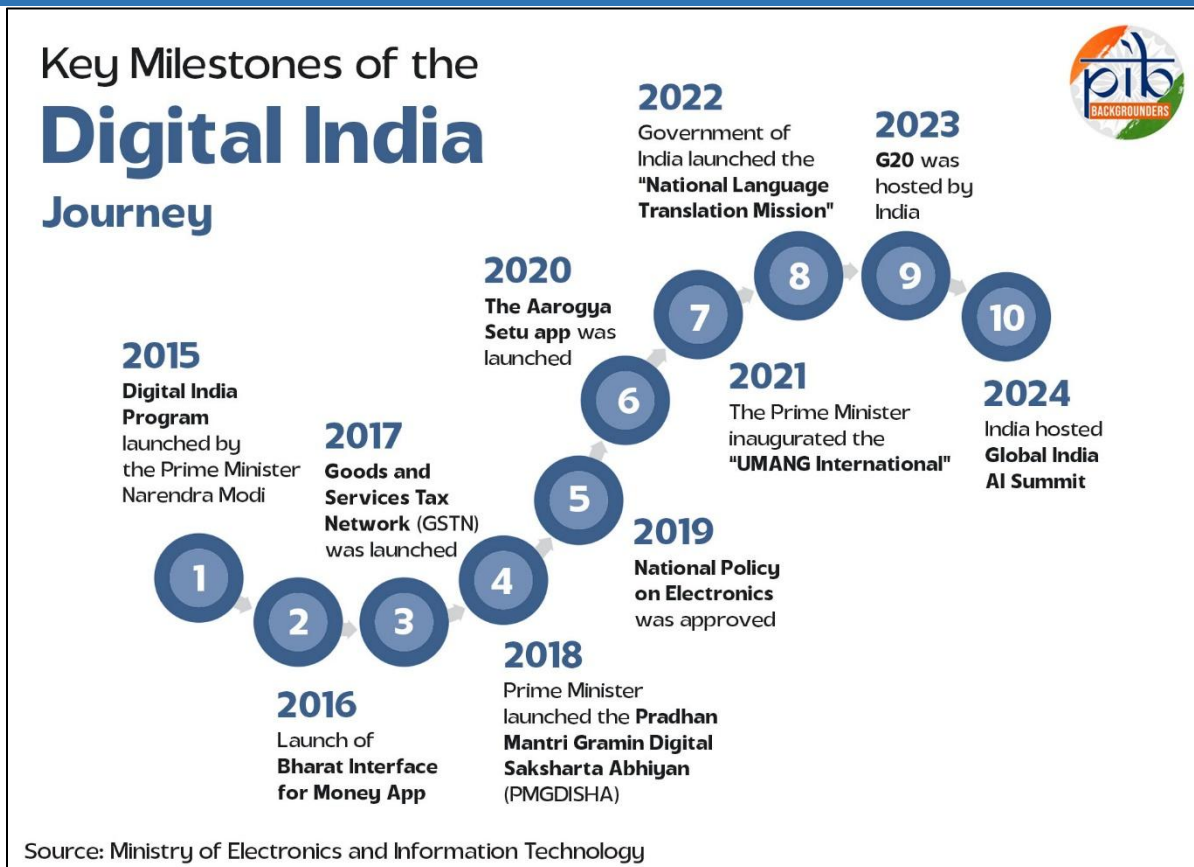 Key Milestones of the
Digital India
Journey
pib
BACKGROUNDERS
1
2015
Digital India
Program
launched by
the Prime Minister
Narendra Modi
2
2016
Launch of
Bharat Interface
for Money App
3
2017
Goods and
Services Tax
Network (GSTN)
was launched
4
2018
Prime Minister
launched the Pradhan
Mantri Gramin Digital
Saksharta Abhiyan
(PMGDISHA)
5
2019
National Policy
on Electronics
was approved
6
2020
The Aarogya
Setu app was
launched
7
2021
The Prime Minister
inaugurated the
“UMANG International"
8
2022
Government of
India launched the
“National Language
Translation Mission"
9
2023
G20 was
hosted by
India
10
2024
India hosted
Global India
AI Summit
Source: Ministry of Electronics and Information Technology